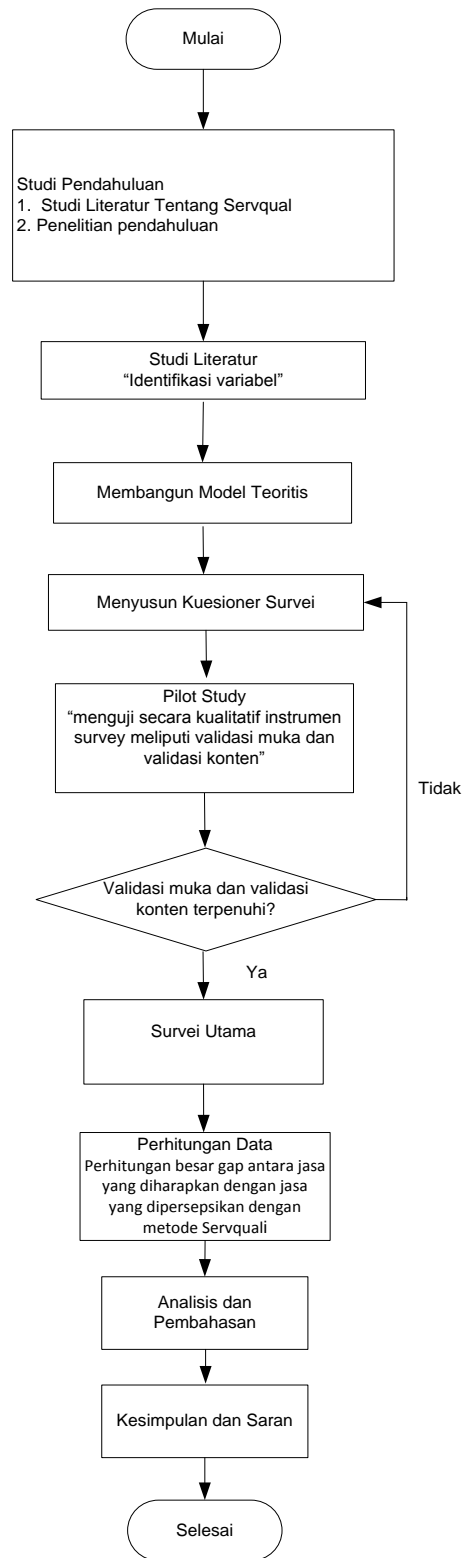 Mulai
Studi Pendahuluan
1. Studi Literatur Tentang Servqual
2. Penelitian pendahuluan
Studi Literatur
“Identifikasi variabel”
Membangun Model Teoritis
Menyusun Kuesioner Survei
Pilot Study
“menguji secara kualitatif instrumen
survey meliputi validasi muka dan
validasi konten”
Tidak
Validasi muka dan validasi
konten terpenuhi?
Ya
Survei Utama
Perhitungan Data
Perhitungan besar gap antara jasa
yang diharapkan dengan jasa
yang dipersepsikan dengan
metode Servquali
Analisis dan
Pembahasan
Kesimpulan dan Saran
Selesai